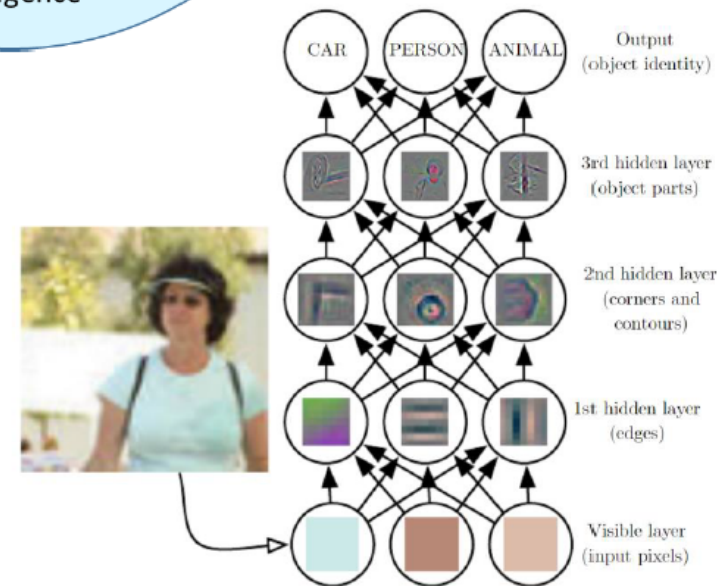 CAR
PERSON
ANIMAL
Output
(object identity)
3rd hidden layer
(object parts)
2nd hidden layer
(corners and
contours)
1st hidden layer
(edges)
Visible layer
(input pixels)